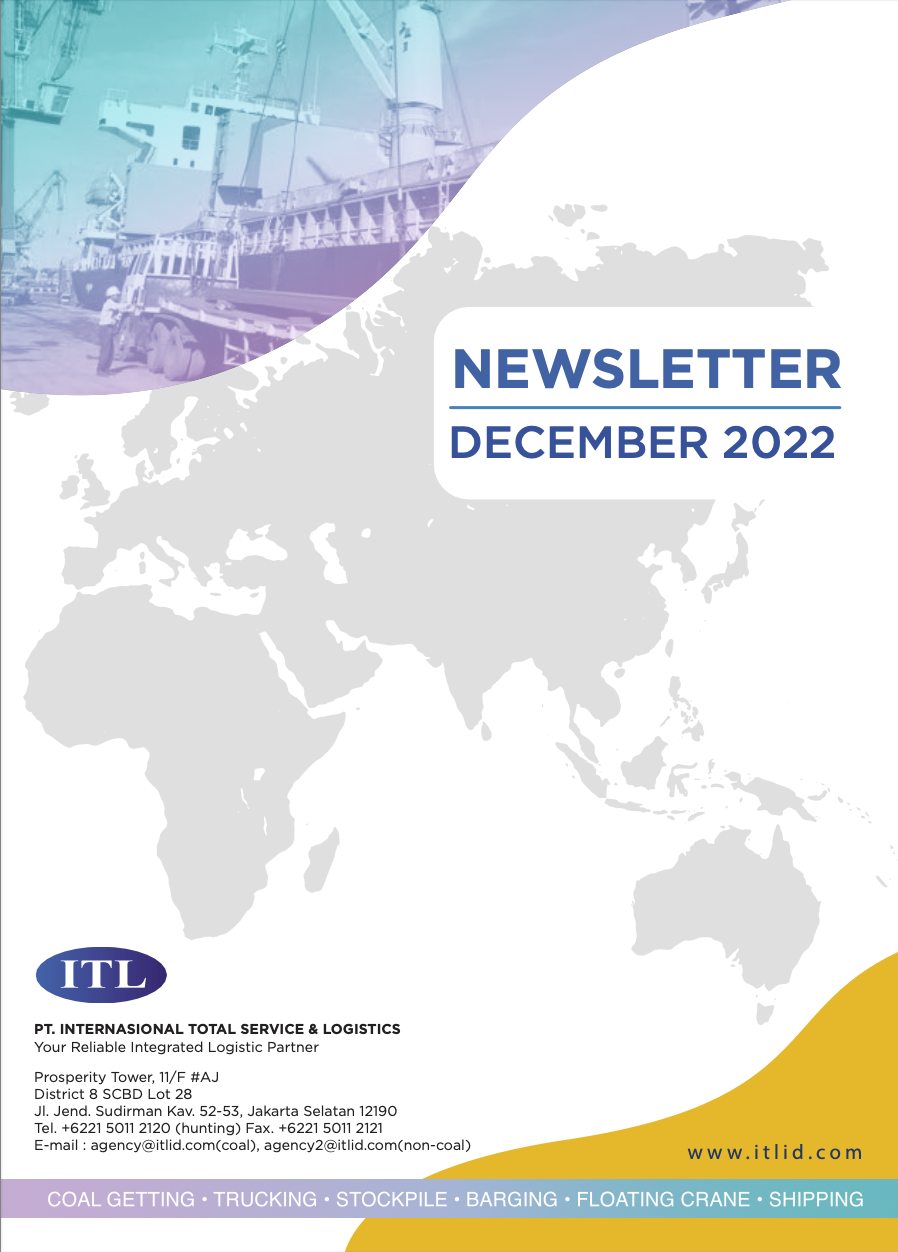 NEWSLETTER
DECEMBER 2022
ITL
PT. INTERNASIONAL TOTAL SERVICE & LOGISTICS
Your Reliable Integrated Logistic Partner
Prosperity Tower, 11/F #AJ
District 8 SCBD Lot 28
Jl. Jend. Sudirman Kav. 52-53, Jakarta Selatan 12190
Tel. +6221 5011 2120 (hunting) Fax. +6221 5011 2121
E-mail : agency@itlid.com(coal), agency2@itlid.com(non-coal)
www.itlid.com
COAL GETTING • TRUCKING • STOCKPILE • BARGING • FLOATING CRANE • SHIPPING